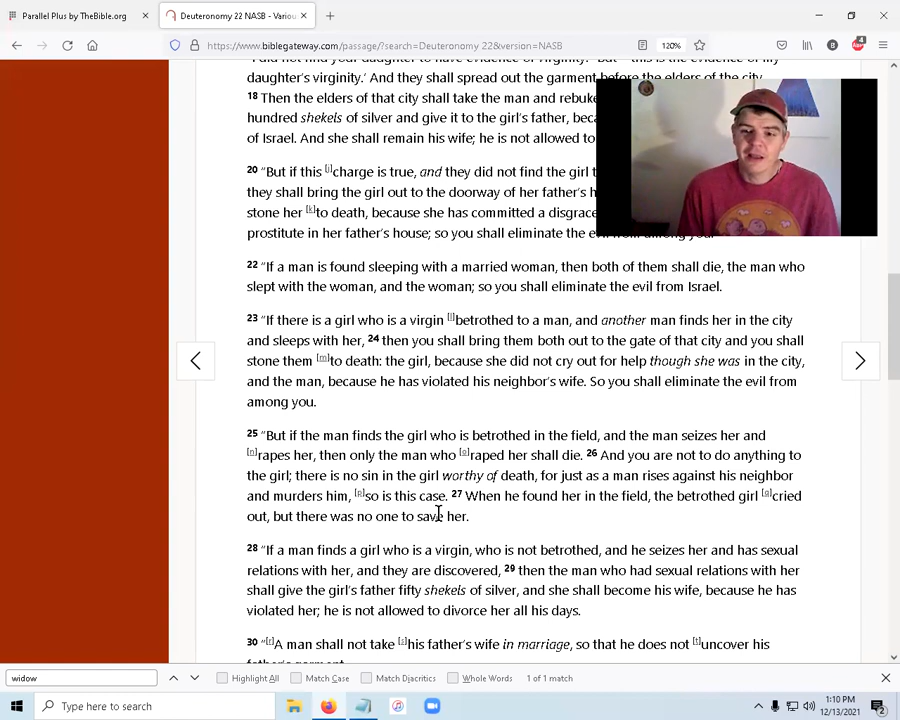 Parallel Plus by TheBible.org
Deuteronomy 22 NASB - Variou
https://www.biblegateway.com/passage/?search=Deuteronomy 22&version=NASB
120%
B
4
daughter's virginity.' And they shall spread out the garment before the elders of the city.
18 Then the elders of that city shall take the man and rebuke
hundred shekels of silver and give it to the girl's father, beca
of Israel. And she shall remain his wife; he is not allowed to
20 "But if this [j]charge is true, and they did not find the girl t
they shall bring the girl out to the doorway of her father's h
stone her [k]to death, because she has committed a disgrace
prostitute in her father's house; so you shall eliminate the evil from among you.
22 "If a man is found sleeping with a married woman, then both of them shall die, the man who
slept with the woman, and the woman; so you shall eliminate the evil from Israel.
23 "If there is a girl who is a virgin [l]betrothed to a man, and another man finds her in the city
and sleeps with her, 24 then you shall bring them both out to the gate of that city and you shall
stone them [m]to death: the girl, because she did not cry out for help though she was in the city,
and the man, because he has violated his neighbor's wife. So you shall eliminate the evil from
among you.
25 "But if the man finds the girl who is betrothed in the field, and the man seizes her and
[n]rapes her, then only the man who [o]raped her shall die. 26 And you are not to do anything to
the girl; there is no sin in the girl worthy of death, for just as a man rises against his neighbor
and murders him, [p]so is this case. 27 When he found her in the field, the betrothed girl [q]cried
out, but there was no one to save her.
28 "If a man finds a girl who is a virgin, who is not betrothed, and he seizes her and has sexual
relations with her, and they are discovered, 29 then the man who had sexual relations with her
shall give the girl's father fifty shekels of silver, and she shall become his wife, because he has
violated her; he is not allowed to divorce her all his days.
30 "[r]A man shall not take [s]his father's wife in marriage, so that he does not [t]uncover his
father's garment.
widow
Highlight All
Match Case
Match Diacritics
Whole Words
1 of 1 match
Type here to search
1:10 PM
12/13/2021
2